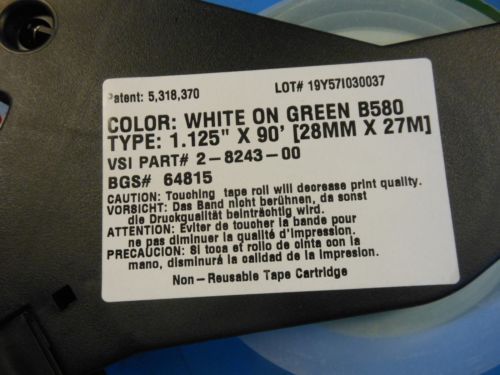 Patent: 5,318,370 LOT# 19Y57I030037
COLOR: WHITE ON GREEN B580
TYPE: 1.125" X 90' [28MM X 27M]
VSI PART# 2-8243-00
BGS# 64815
CAUTION: Touching tape roll will decrease print quality.
VORSICHT: Das Band nicht berühren, da sonst
die Druckqualität beinträchtig wird.
ATTENTION: Eviter de toucher la bande pour
ne pas diminuer la qualité d'impression.
PRECAUCION: Si toca el rollo de cinta con la
mano, disminurá la calidad de la impresion.
Non-Reusable Tape Cartridge